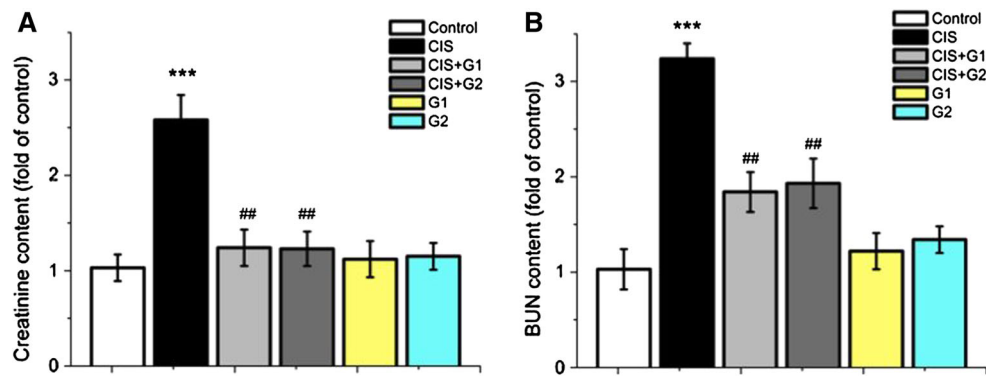 A
Creatinine content (fold of control)
3
2
1
0
***
##
##
Control
CIS
CIS+G1
CIS+G2
G1
G2
B
BUN content (fold of control)
3
2
1
0
***
##
##
Control
CIS
CIS+G1
CIS+G2
G1
G2